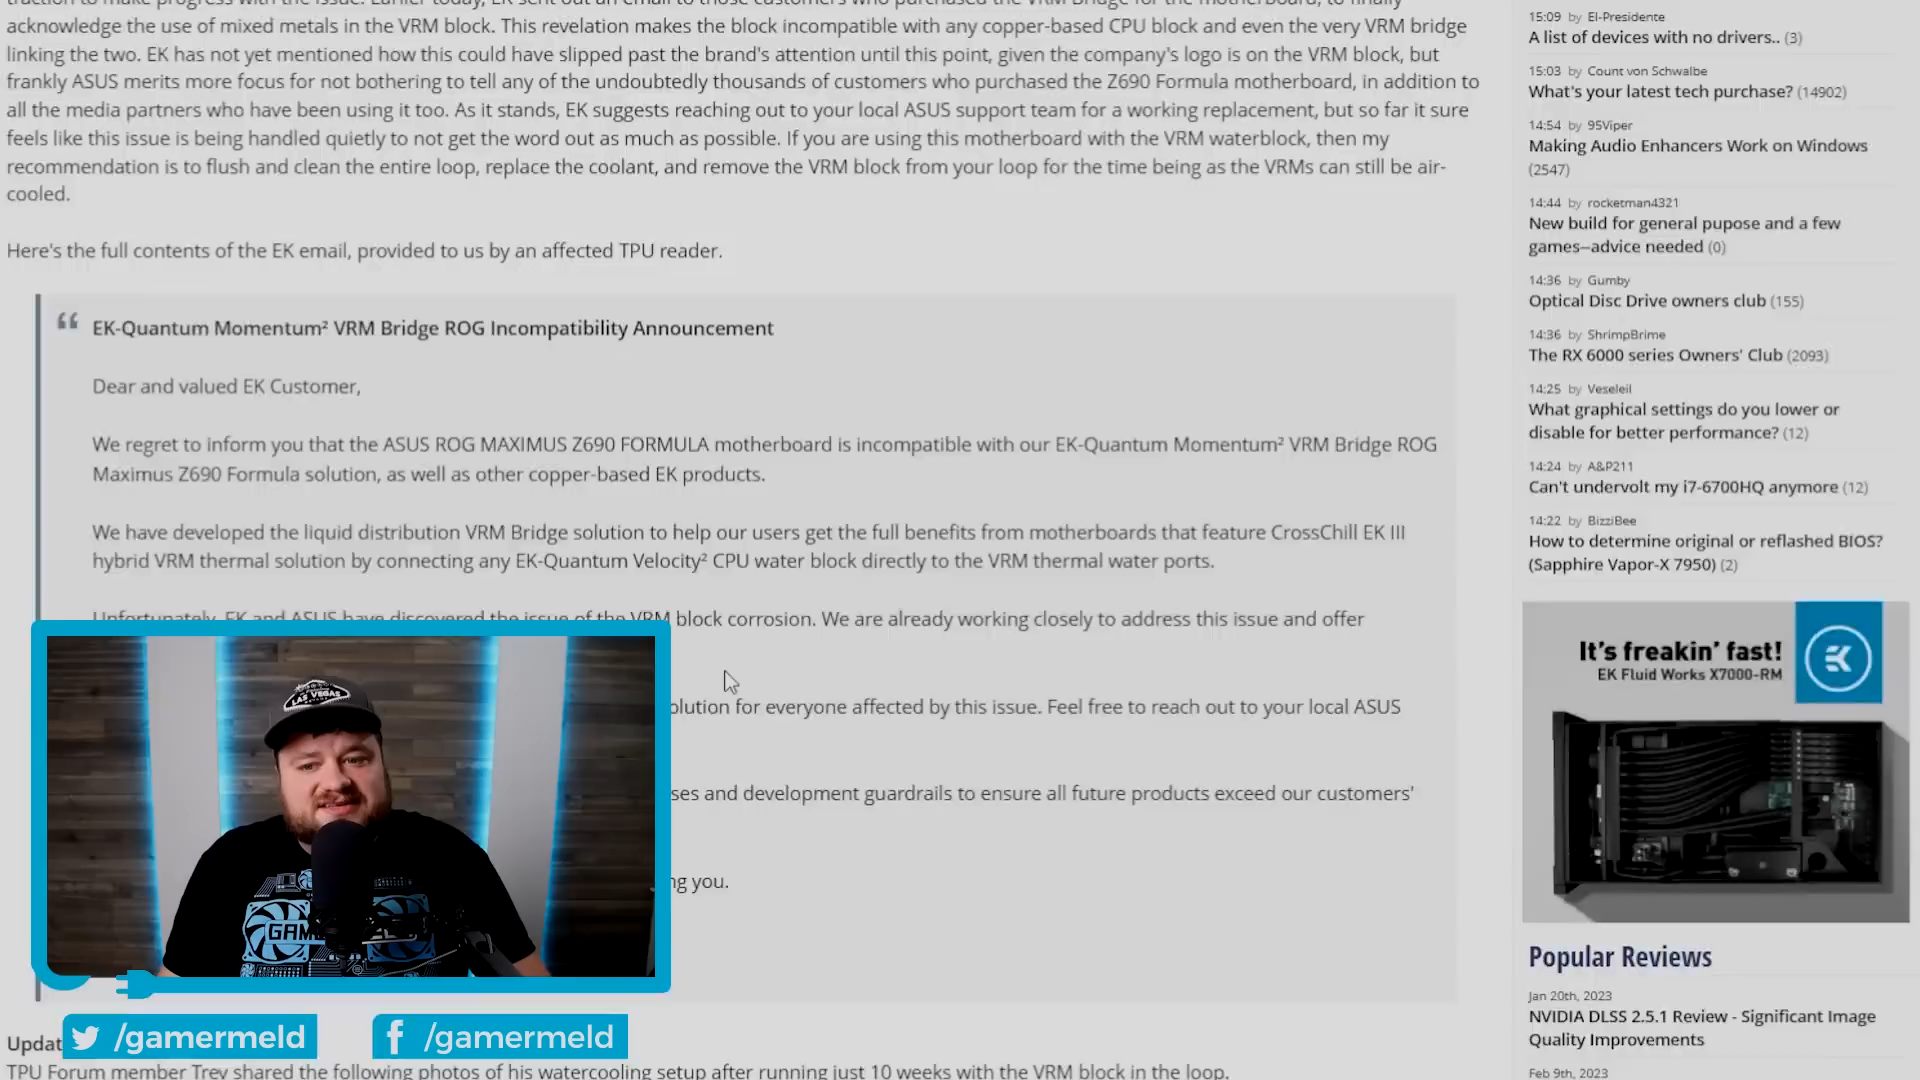 acknowledge the use of mixed metals in the VRM block. This revelation makes the block incompatible with any copper-based CPU block and even the very VRM bridge
linking the two. EK has not yet mentioned how this could have slipped past the brand's attention until this point, given the company's logo is on the VRM block, but
frankly ASUS merits more focus for not bothering to tell any of the undoubtedly thousands of customers who purchased the Z690 Formula motherboard, in addition to
all the media partners who have been using it too. As it stands, EK suggests reaching out to your local ASUS support team for a working replacement, but so far it sure
feels like this issue is being handled quietly to not get the word out as much as possible. If you are using this motherboard with the VRM waterblock, then my
recommendation is to flush and clean the entire loop, replace the coolant, and remove the VRM block from your loop for the time being as the VRMs can still be air-
cooled.
Here's the full contents of the EK email, provided to us by an affected TPU reader.
“ EK-Quantum Momentum² VRM Bridge ROG Incompatibility Announcement
Dear and valued EK Customer,
We regret to inform you that the ASUS ROG MAXIMUS Z690 FORMULA motherboard is incompatible with our EK-Quantum Momentum² VRM Bridge ROG
Maximus Z690 Formula solution, as well as other copper-based EK products.
We have developed the liquid distribution VRM Bridge solution to help our users get the full benefits from motherboards that feature CrossChill EK III
hybrid VRM thermal solution by connecting any EK-Quantum Velocity² CPU water block directly to the VRM thermal water ports.
Unfortunately, EK and ASUS have discovered the issue of the VRM block corrosion. We are already working closely to address this issue and offer
olution for everyone affected by this issue. Feel free to reach out to your local ASUS
ses and development guardrails to ensure all future products exceed our customers'
ng you.
LAS VEGAS
GAM
/gamermeld
/gamermeld
Updat
TPU Forum member Trev shared the following photos of his watercooling setup after running just 10 weeks with the VRM block in the loop.
15:09 by El-Presidente
A list of devices with no drivers.. (3)
15:03 by Count von Schwalbe
What's your latest tech purchase? (14902)
14:54 by 95Viper
Making Audio Enhancers Work on Windows
(2547)
14:44 by rocketman4321
New build for general pupose and a few
games—advice needed (0)
14:36 by Gumby
Optical Disc Drive owners club (155)
14:36 by ShrimpBrime
The RX 6000 series Owners' Club (2093)
14:25 by Veseleil
What graphical settings do you lower or
disable for better performance? (12)
14:24 by A&P211
Can't undervolt my i7-6700HQ anymore (12)
14:22 by BizziBee
How to determine original or reflashed BIOS?
(Sapphire Vapor-X 7950) (2)
It's freakin' fast!
EK Fluid Works X7000-RM
EK
Popular Reviews
Jan 20th, 2023
NVIDIA DLSS 2.5.1 Review - Significant Image
Quality Improvements
Feb 9th, 2023